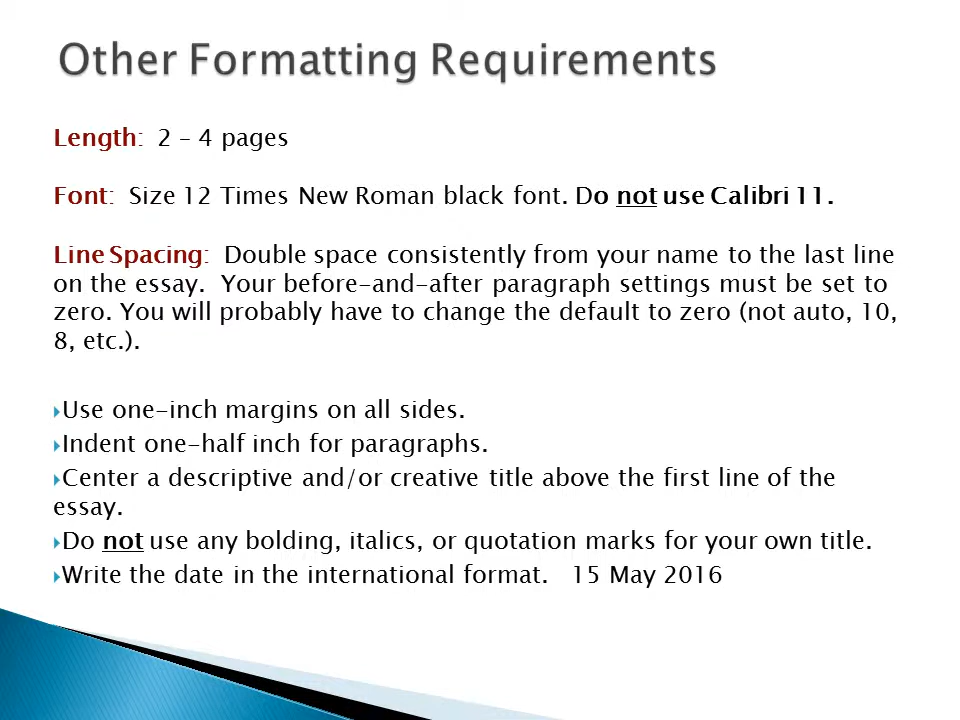 Other Formatting Requirements
Length:  2 – 4 pages
Font:  Size 12 Times New Roman black font. Do not use Calibri 11.
Line Spacing:  Double space consistently from your name to the last line
on the essay.  Your before-and-after paragraph settings must be set to
zero. You will probably have to change the default to zero (not auto, 10,
8, etc.).
Use one-inch margins on all sides.
Indent one-half inch for paragraphs.
Center a descriptive and/or creative title above the first line of the
essay.
Do not use any bolding, italics, or quotation marks for your own title.
Write the date in the international format.   15 May 2016